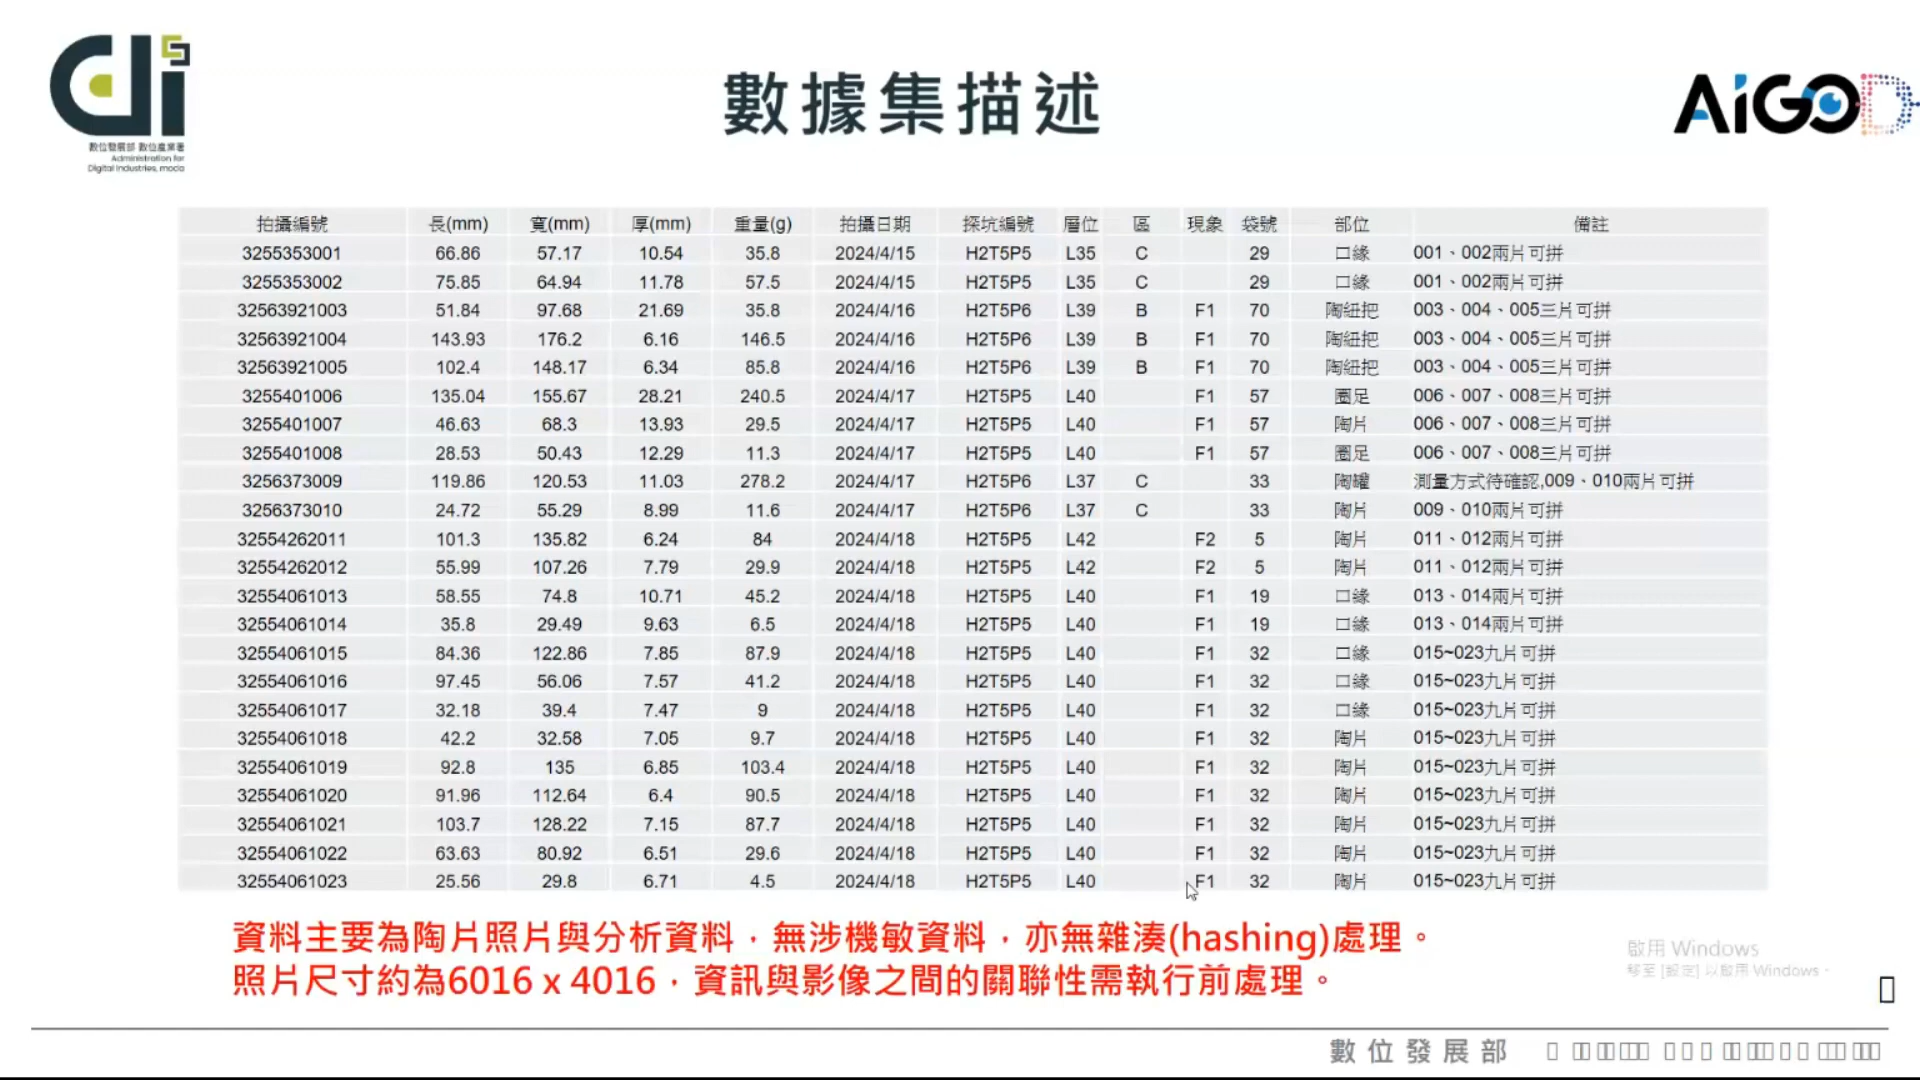 數位發展部 數位產業署
Administration for
Digital Industries, moda
數據集描述
AiGO
拍攝編號 長(mm) 寬(mm) 厚(mm) 重量(g) 拍攝日期 探坑編號 層位 區 現象 袋號 部位 備註
3255353001 66.86 57.17 10.54 35.8 2024/4/15 H2T5P5 L35 C 29 口緣 001、002兩片可拼
3255353002 75.85 64.94 11.78 57.5 2024/4/15 H2T5P5 L35 C 29 口緣 001、002兩片可拼
32563921003 51.84 97.68 21.69 35.8 2024/4/16 H2T5P6 L39 B F1 70 陶紐把 003、004、005三片可拼
32563921004 143.93 176.2 6.16 146.5 2024/4/16 H2T5P6 L39 B F1 70 陶紐把 003、004、005三片可拼
32563921005 102.4 148.17 6.34 85.8 2024/4/16 H2T5P6 L39 B F1 70 陶紐把 003、004、005三片可拼
3255401006 135.04 155.67 28.21 240.5 2024/4/17 H2T5P5 L40 F1 57 圈足 006、007、008三片可拼
3255401007 46.63 68.3 13.93 29.5 2024/4/17 H2T5P5 L40 F1 57 陶片 006、007、008三片可拼
3255401008 28.53 50.43 12.29 11.3 2024/4/17 H2T5P5 L40 F1 57 圈足 006、007、008三片可拼
3256373009 119.86 120.53 11.03 278.2 2024/4/17 H2T5P6 L37 C 33 陶罐 測量方式待確認,009、010兩片可拼
3256373010 24.72 55.29 8.99 11.6 2024/4/17 H2T5P6 L37 C 33 陶片 009、010兩片可拼
32554262011 101.3 135.82 6.24 84 2024/4/18 H2T5P5 L42 F2 5 陶片 011、012兩片可拼
32554262012 55.99 107.26 7.79 29.9 2024/4/18 H2T5P5 L42 F2 5 陶片 011、012兩片可拼
32554061013 58.55 74.8 10.71 45.2 2024/4/18 H2T5P5 L40 F1 19 口緣 013、014兩片可拼
32554061014 35.8 29.49 9.63 6.5 2024/4/18 H2T5P5 L40 F1 19 口緣 013、014兩片可拼
32554061015 84.36 122.86 7.85 87.9 2024/4/18 H2T5P5 L40 F1 32 口緣 015~023九片可拼
32554061016 97.45 56.06 7.57 41.2 2024/4/18 H2T5P5 L40 F1 32 口緣 015~023九片可拼
32554061017 32.18 39.4 7.47 9 2024/4/18 H2T5P5 L40 F1 32 口緣 015~023九片可拼
32554061018 42.2 32.58 7.05 9.7 2024/4/18 H2T5P5 L40 F1 32 陶片 015~023九片可拼
32554061019 92.8 135 6.85 103.4 2024/4/18 H2T5P5 L40 F1 32 陶片 015~023九片可拼
32554061020 91.96 112.64 6.4 90.5 2024/4/18 H2T5P5 L40 F1 32 陶片 015~023九片可拼
32554061021 103.7 128.22 7.15 87.7 2024/4/18 H2T5P5 L40 F1 32 陶片 015~023九片可拼
32554061022 63.63 80.92 6.51 29.6 2024/4/18 H2T5P5 L40 F1 32 陶片 015~023九片可拼
32554061023 25.56 29.8 6.71 4.5 2024/4/18 H2T5P5 L40 F1 32 陶片 015~023九片可拼
資料主要為陶片照片與分析資料，無涉機敏資料，亦無雜湊(hashing)處理。
照片尺寸約為6016 x 4016，資訊與影像之間的關聯性需執行前處理。
啟用 Windows
移至 [設定] 以啟用 Windows。
數位發展部